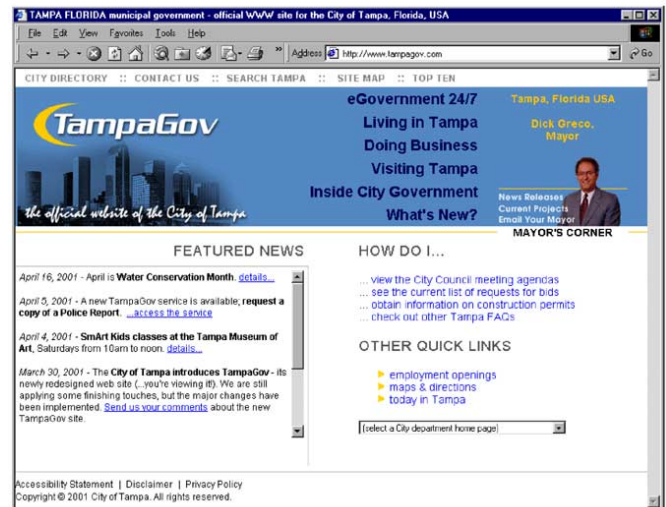 TAMPA FLORIDA municipal government - official WWW site for the City of Tampa, Florida, USA
File Edit View Favorites Tools Help
Address http://www.tampagov.com Go
CITY DIRECTORY :: CONTACT US :: SEARCH TAMPA :: SITE MAP :: TOP TEN
TampaGov
the official website of the City of Tampa
eGovernment 24/7
Living in Tampa
Doing Business
Visiting Tampa
Inside City Government
What's New?
Tampa, Florida USA
Dick Greco,
Mayor
News Releases
Current Projects
Email Your Mayor
MAYOR'S CORNER
FEATURED NEWS
April 16, 2001 - April is Water Conservation Month. details...
April 5, 2001 - A new TampaGov service is available; request a
copy of a Police Report. ...access the service
April 4, 2001 - SmArt Kids classes at the Tampa Museum of
Art, Saturdays from 10am to noon. details...
March 30, 2001 - The City of Tampa introduces TampaGov - its
newly redesigned web site (...you're viewing it!). We are still
applying some finishing touches, but the major changes have
been implemented. Send us your comments about the new
TampaGov site.
HOW DO I...
... view the City Council meeting agendas
... see the current list of requests for bids
... obtain information on construction permits
... check out other Tampa FAQs
OTHER QUICK LINKS
employment openings
maps & directions
today in Tampa
(select a City department home page)
Accessibility Statement | Disclaimer | Privacy Policy
Copyright © 2001 City of Tampa. All rights reserved.